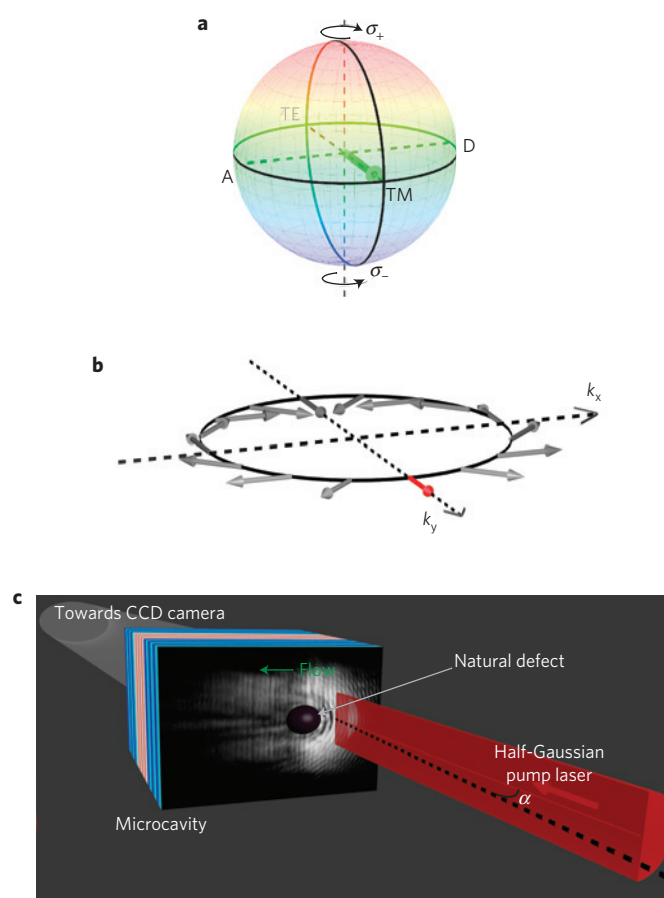 a
σ+
TE
D
A
TM
σ−
b
kx
ky
c
Towards CCD camera
Flow
Natural defect
Half-Gaussian
pump laser
α
Microcavity